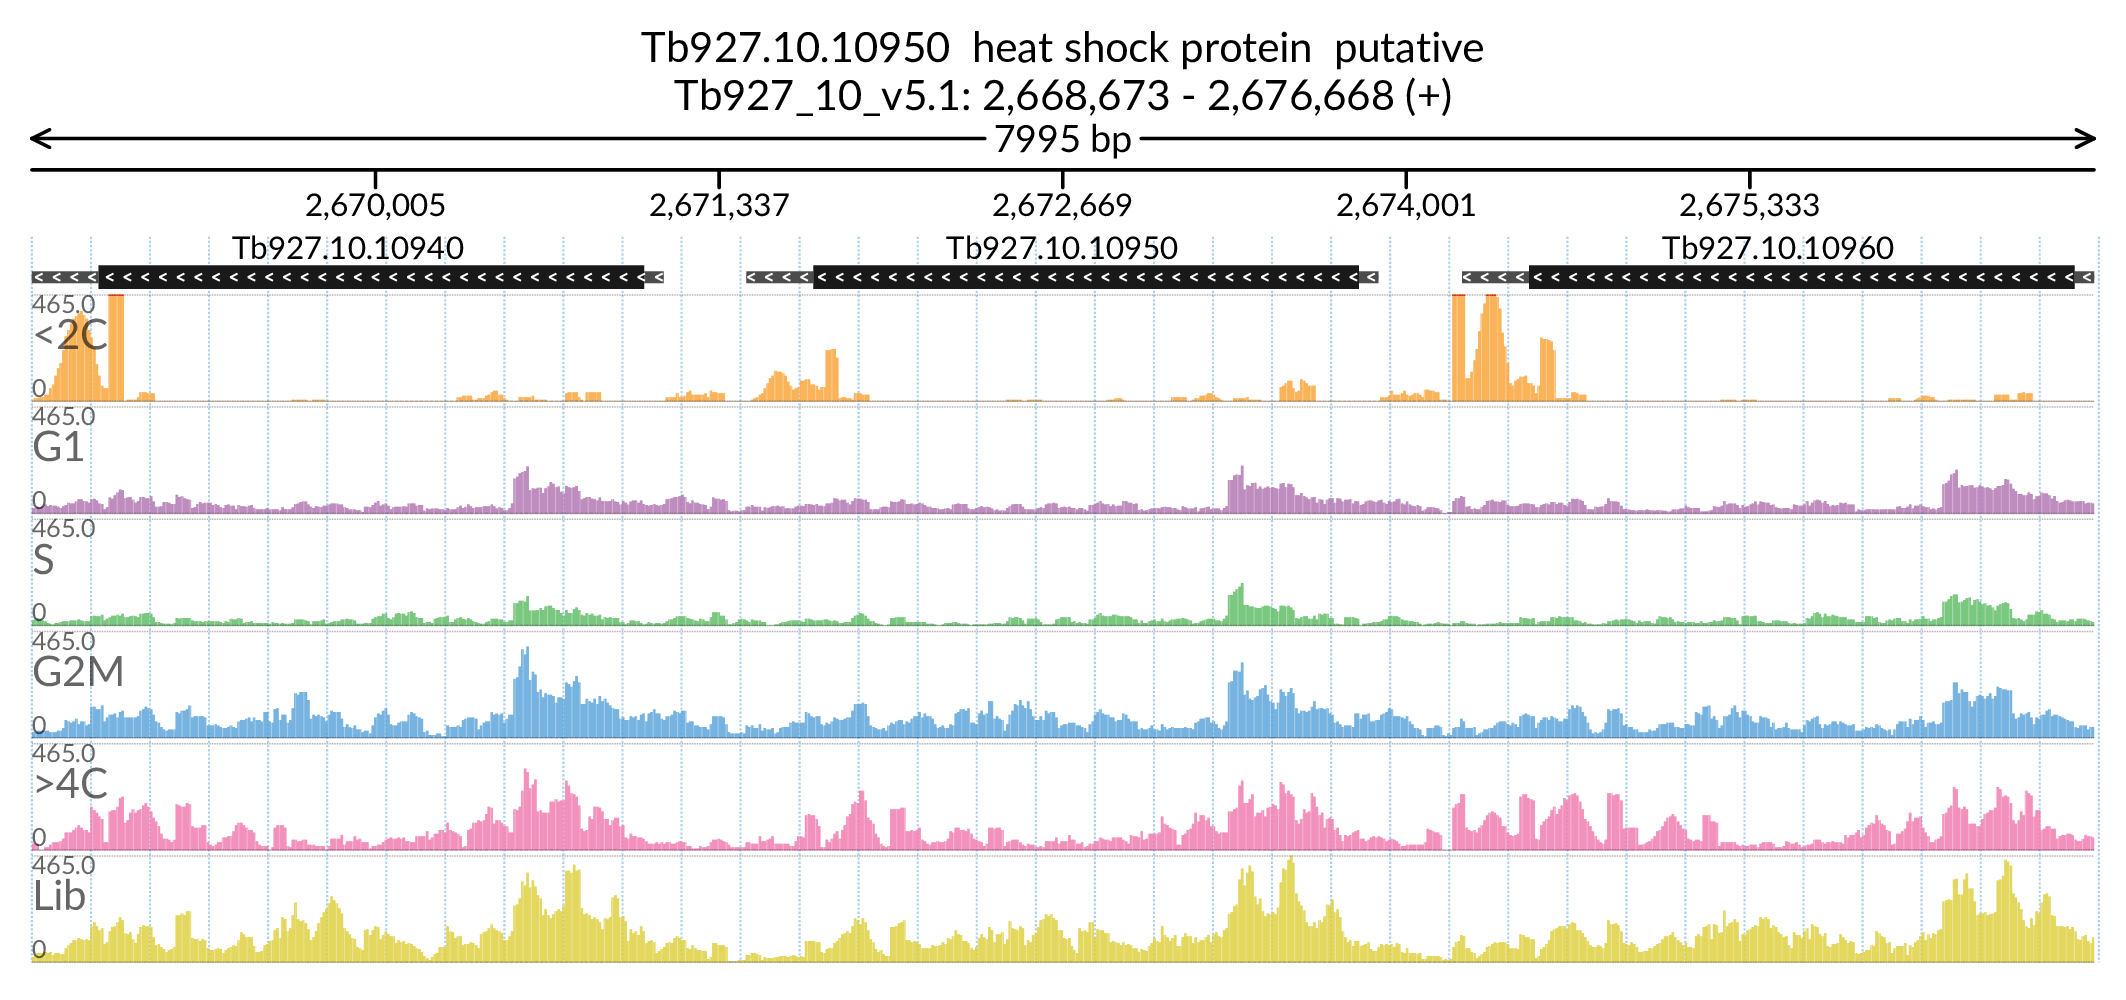 Tb927.10.10950  heat shock protein  putative
Tb927_10_v5.1: 2,668,673 - 2,676,668 (+)
7995 bp
2,670,005 2,671,337 2,672,669 2,674,001 2,675,333
Tb927.10.10940 Tb927.10.10950 Tb927.10.10960
465.0
<2C
0
465.0
G1
0
465.0
S
0
465.0
G2M
0
465.0
>4C
0
465.0
Lib
0